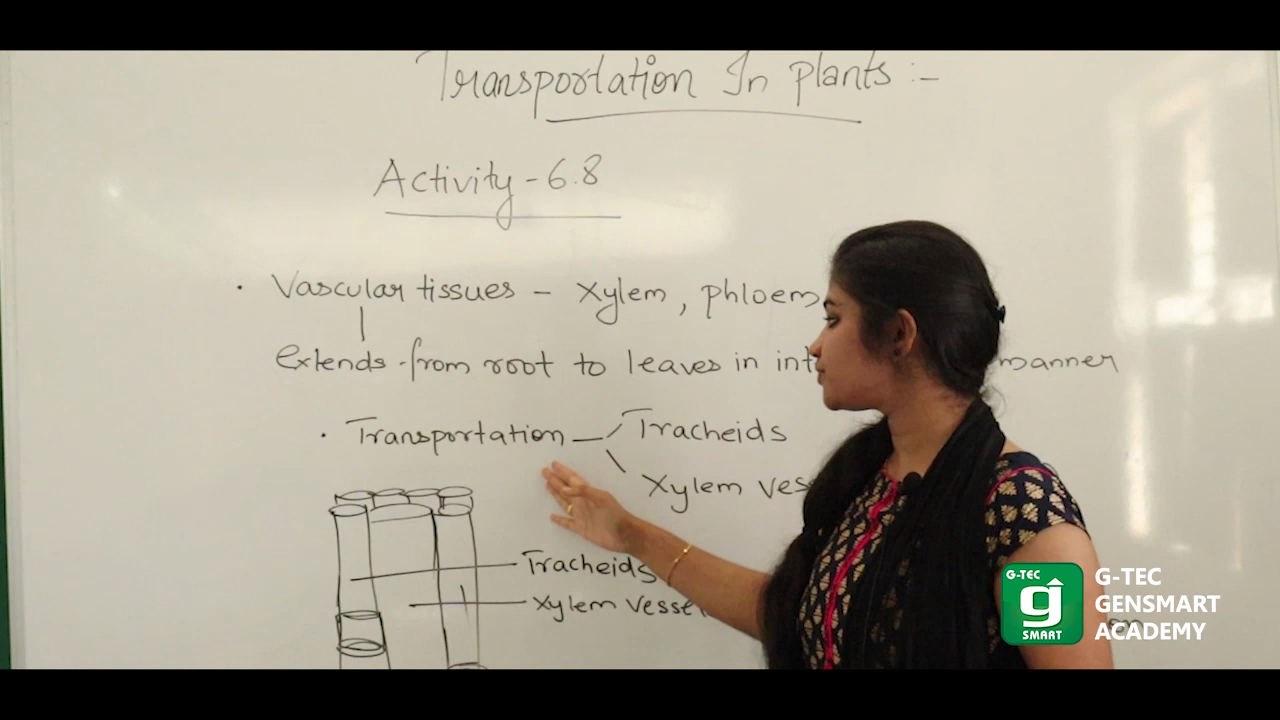 Transportation In plants :-
Activity - 6.8
· Vascular tissues - Xylem, phloem
Extends from root to leaves in int manner
· Transportation - Tracheids
Xylem ves
Tracheids
Xylem vessel
G-TEC
g
SMART
G-TEC
GENSMART
ACADEMY